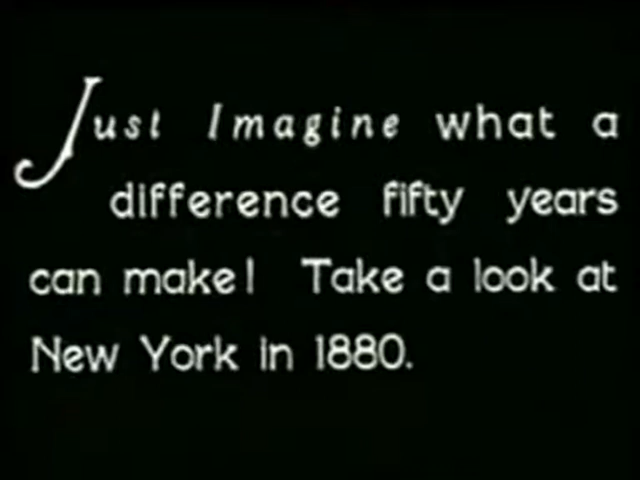 Just Imagine what a
difference fifty years
can make! Take a look at
New York in 1880.